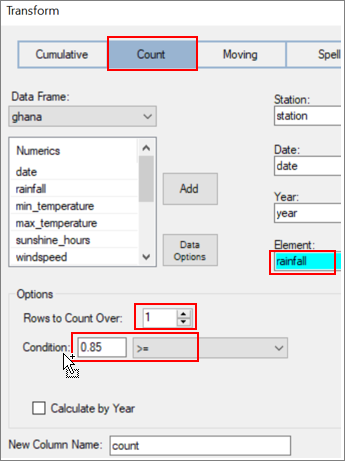 Transform
Cumulative Count Moving Spell
Data Frame:
ghana
Numerics
date
rainfall
min_temperature
max_temperature
sunshine_hours
windspeed
Add
Data
Options
Station:
station
Date:
date
Year:
year
Element:
rainfall
Options
Rows to Count Over: 1
Condition: 0.85 >=
Calculate by Year
New Column Name: count